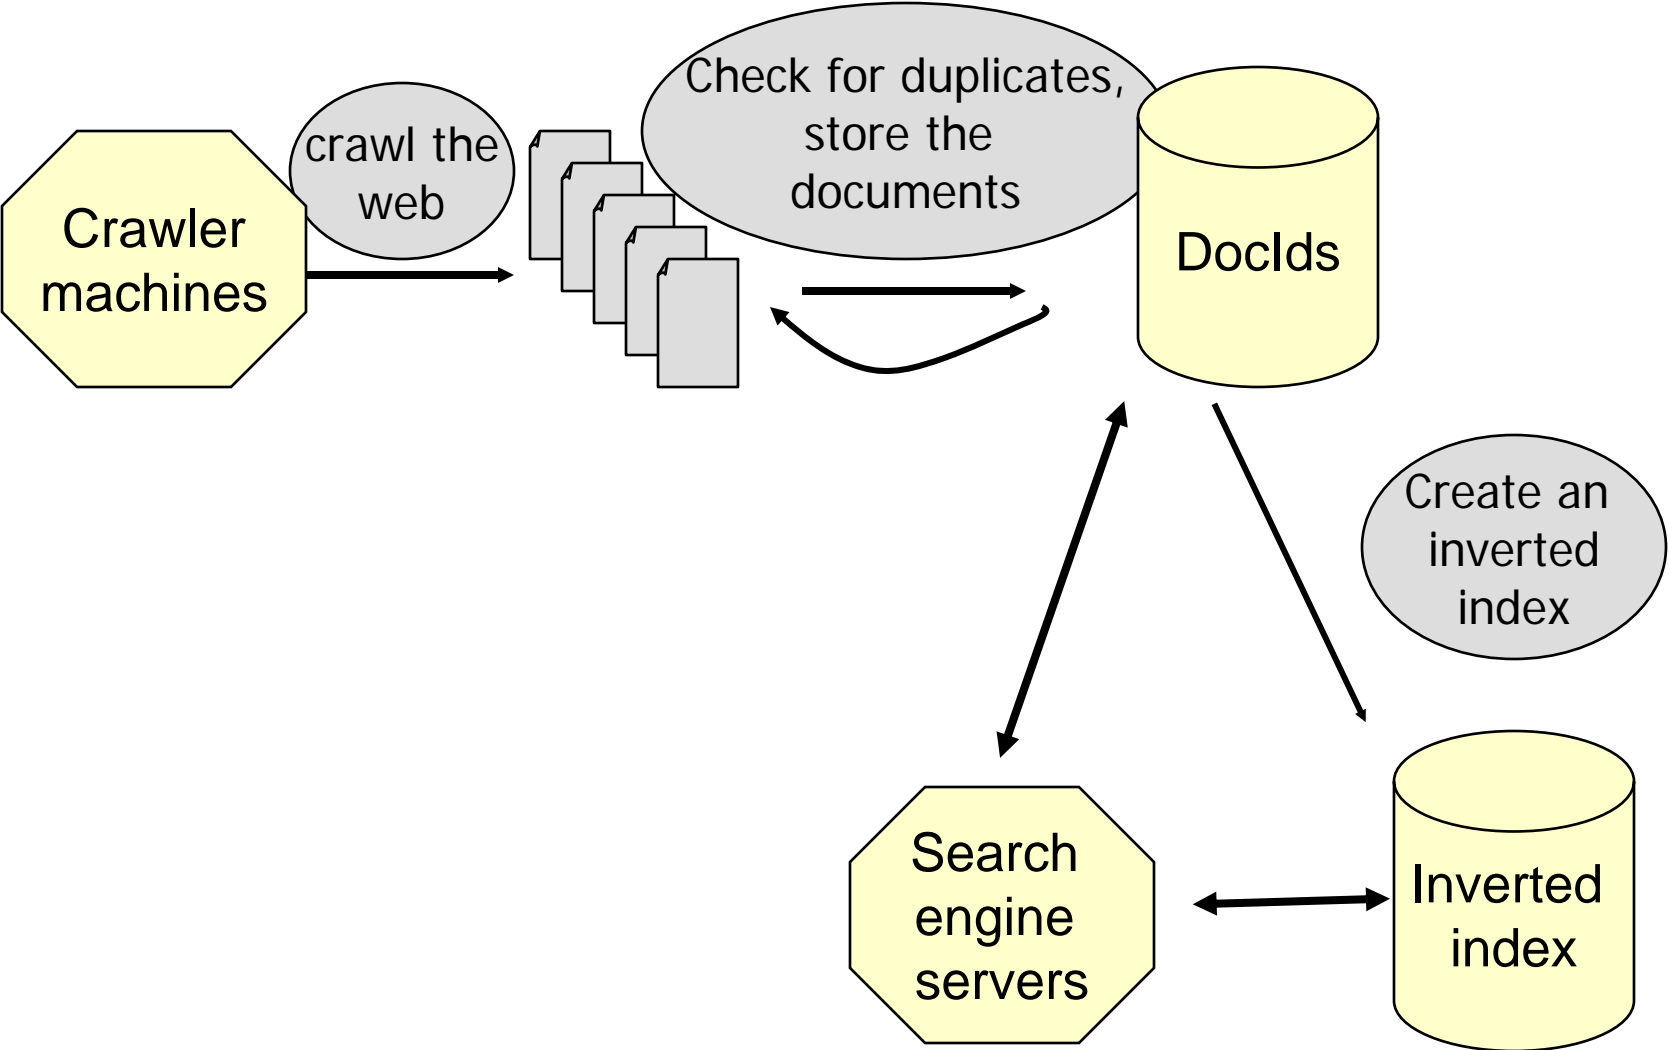 Check for duplicates,
store the
documents
crawl the
web
Crawler
machines
DocIds
Create an
inverted
index
Search
engine
servers
Inverted
index